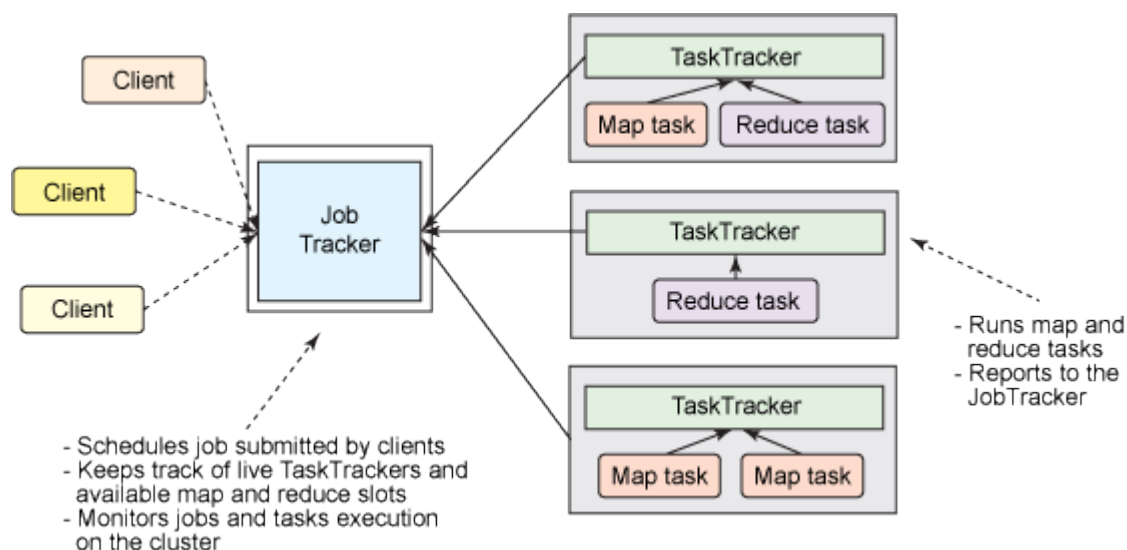 Client
Client
Client
Job
Tracker
TaskTracker
Map task
Reduce task
TaskTracker
Reduce task
TaskTracker
Map task
Map task
- Schedules job submitted by clients
- Keeps track of live TaskTrackers and
available map and reduce slots
- Monitors jobs and tasks execution
on the cluster
- Runs map and
reduce tasks
- Reports to the
JobTracker